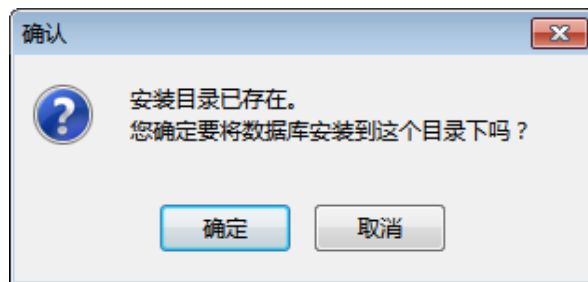 确认
安装目录已存在。
您确定要将数据库安装到这个目录下吗？
确定
取消